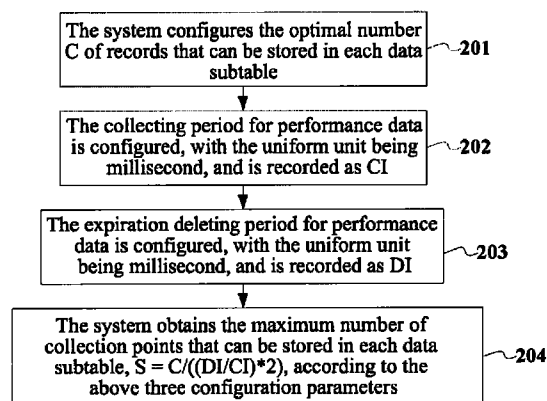 The system configures the optimal number
C of records that can be stored in each data
subtable
201
The collecting period for performance data
is configured, with the uniform unit being
millisecond, and is recorded as CI
202
The expiration deleting period for performance
data is configured, with the uniform unit
being millisecond, and is recorded as DI
203
The system obtains the maximum number of
collection points that can be stored in each data
subtable, S = C/((DI/CI)*2), according to the
above three configuration parameters
204